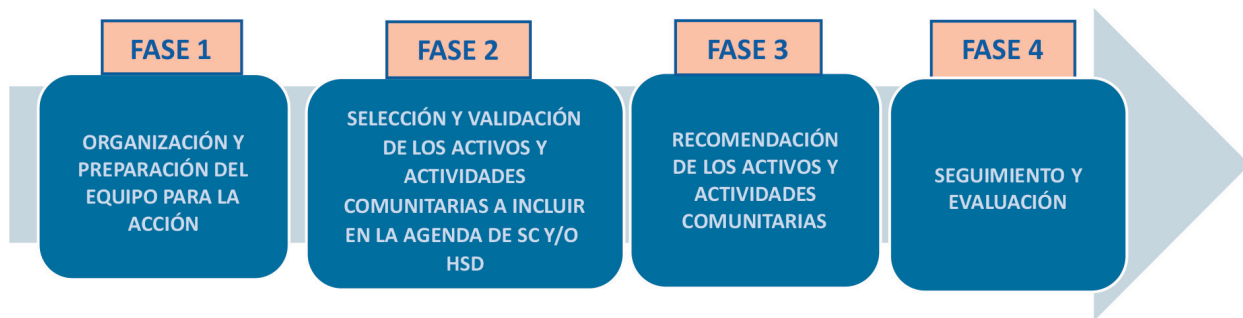 FASE 1
ORGANIZACIÓN Y
PREPARACIÓN DEL
EQUIPO PARA LA
ACCIÓN
FASE 2
SELECCIÓN Y VALIDACIÓN
DE LOS ACTIVOS Y
ACTIVIDADES
COMUNITARIAS A INCLUIR
EN LA AGENDA DE SC Y/O
HSD
FASE 3
RECOMENDACIÓN
DE LOS ACTIVOS Y
ACTIVIDADES
COMUNITARIAS
FASE 4
SEGUIMIENTO Y
EVALUACIÓN